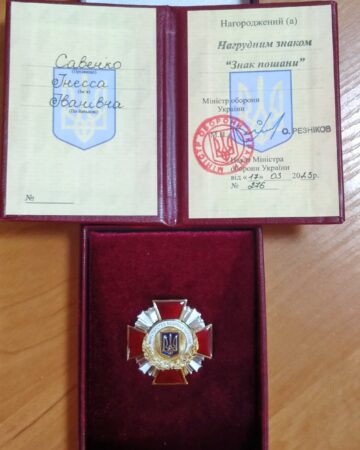 Савенко
(Прізвище)
Інесса
(Ім'я)
Іванівна
(По батькові)
№
Нагороджений (а)
Нагрудним знаком
"Знак пошани"
Міністр оборони
України
О. РЕЗНІКОВ
Наказ Міністра
оборони України
від «17» 03 2023р.
№ 276